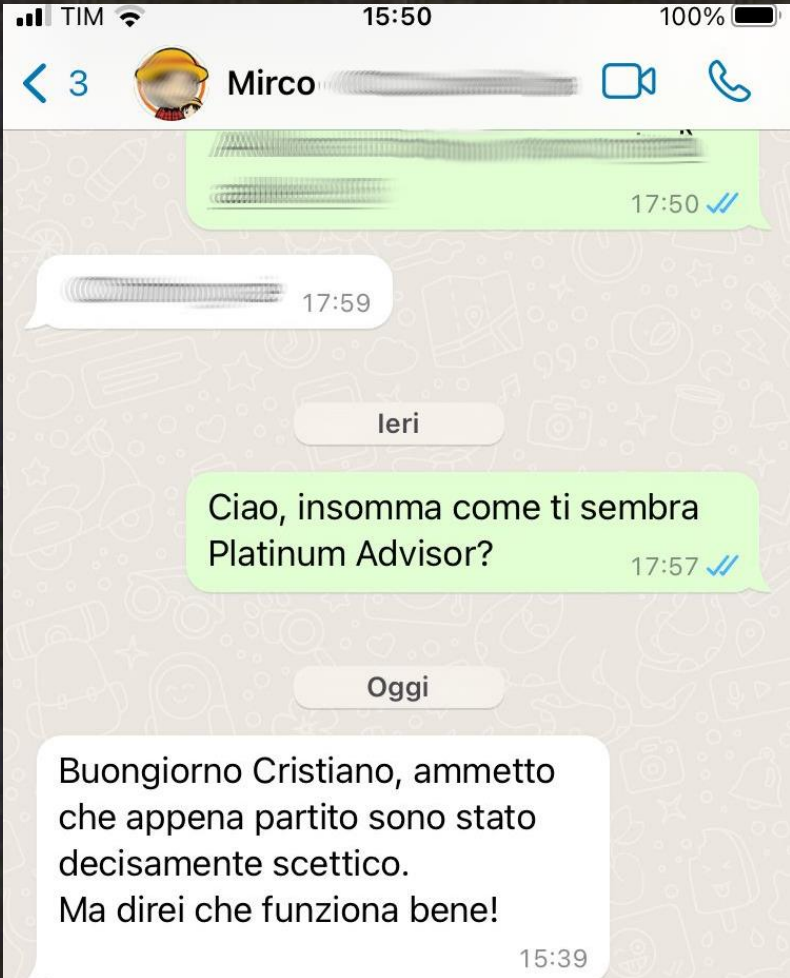 TIM
15:50
100%
3
Mirco
17:50
17:59
Ieri
Ciao, insomma come ti sembra
Platinum Advisor?
17:57
Oggi
Buongiorno Cristiano, ammetto
che appena partito sono stato
decisamente scettico.
Ma direi che funziona bene!
15:39